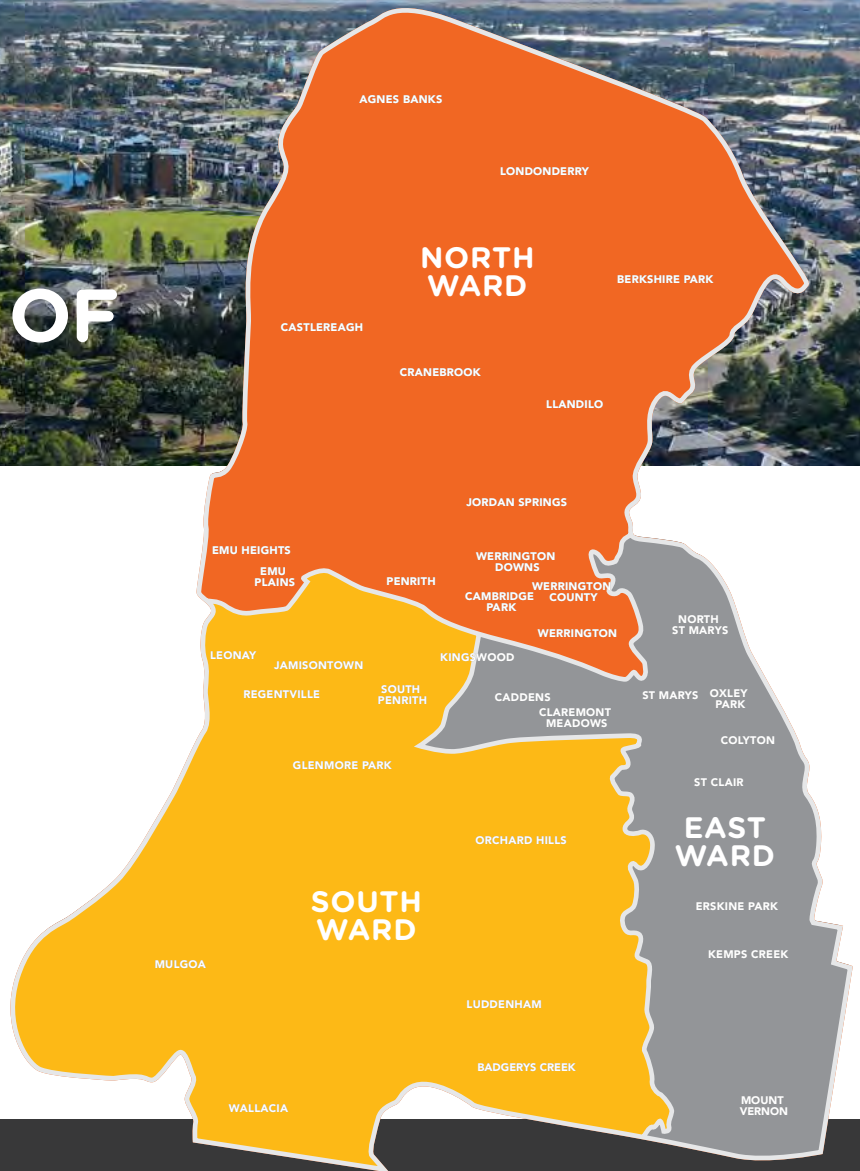 AGNES BANKS
LONDONDERRY
NORTH
WARD
BERKSHIRE PARK
OF
CASTLEREAGH
CRANEBROOK
LLANDILO
JORDAN SPRINGS
EMU HEIGHTS
EMU
PLAINS
PENRITH
WERRINGTON
DOWNS
CAMBRIDGE
PARK
WERRINGTON
COUNTY
WERRINGTON
NORTH
ST MARYS
LEONAY
JAMISONTOWN
KINGSWOOD
REGENTVILLE
SOUTH
PENRITH
CADDENS
CLAREMONT
MEADOWS
ST MARYS
OXLEY
PARK
COLYTON
GLENMORE PARK
ST CLAIR
ORCHARD HILLS
EAST
WARD
SOUTH
WARD
ERSKINE PARK
KEMPS CREEK
MULGOA
LUDDENHAM
BADGERYS CREEK
WALLACIA
MOUNT
VERNON